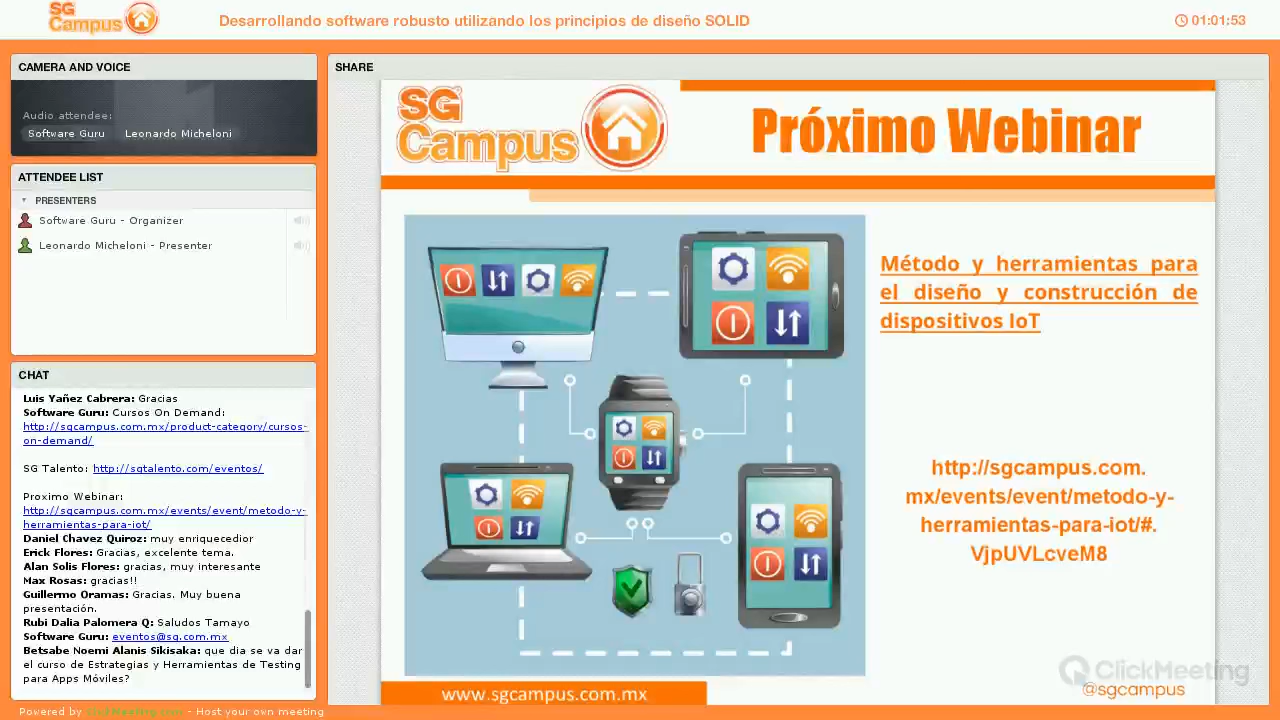 SG Campus
Desarrollando software robusto utilizando los principios de diseño SOLID
01:01:53
CAMERA AND VOICE
Audio attendee:
Software Guru Leonardo Micheloni
ATTENDEE LIST
PRESENTERS
Software Guru - Organizer
Leonardo Micheloni - Presenter
CHAT
Luis Yañez Cabrera: Gracias
Software Guru: Cursos On Demand:
http://sgcampus.com.mx/product-category/cursos-
on-demand/
SG Talento: http://sgtalento.com/eventos/
Proximo Webinar:
http://sgcampus.com.mx/events/event/metodo-y-
herramientas-para-iot/
Daniel Chavez Quiroz: muy enriquecedor
Erick Flores: Gracias, excelente tema.
Alan Solis Flores: gracias, muy interesante
Max Rosas: gracias!!
Guillermo Oramas: Gracias. Muy buena
presentación.
Rubi Dalia Palomera Q: Saludos Tamayo
Software Guru: eventos@sg.com.mx
Betsabe Noemi Alanis Sikisaka: que dia se va dar
el curso de Estrategias y Herramientas de Testing
para Apps Móviles?
Powered by ClickMeeting.com - Host your own meeting
SHARE
SG
Campus
Próximo Webinar
Método y herramientas para
el diseño y construcción de
dispositivos IoT
http://sgcampus.com.
mx/events/event/metodo-y-
herramientas-para-iot/#.
VjpUVLcveM8
www.sgcampus.com.mx
ClickMeeting
@sgcampus